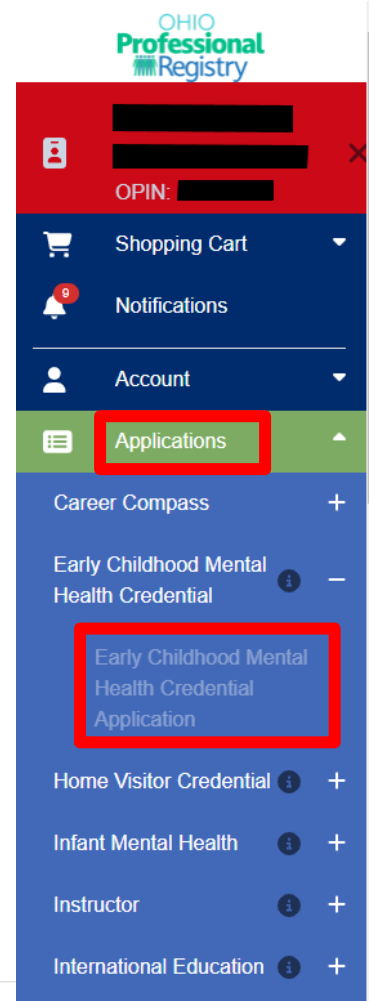 OHIO
Professional
Registry
OPIN:
Shopping Cart
9
Notifications
Account
Applications
Career Compass
Early Childhood Mental
Health Credential
Early Childhood Mental
Health Credential
Application
Home Visitor Credential
Infant Mental Health
Instructor
International Education